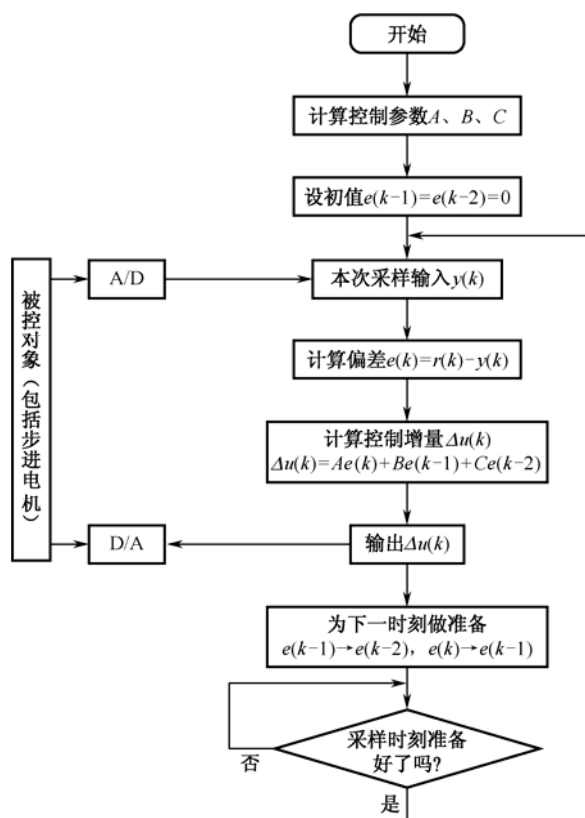 开始
计算控制参数A、B、C
设初值e(k-1)=e(k-2)=0
本次采样输入y(k)
A/D
被控对象（包括步进电机）
计算偏差e(k)=r(k)-y(k)
计算控制增量Δu(k)
Δu(k)=Ae(k)+Be(k-1)+Ce(k-2)
输出Δu(k)
D/A
为下一时刻做准备
e(k-1)→e(k-2)，e(k)→e(k-1)
采样时刻准备
好了吗?
否
是